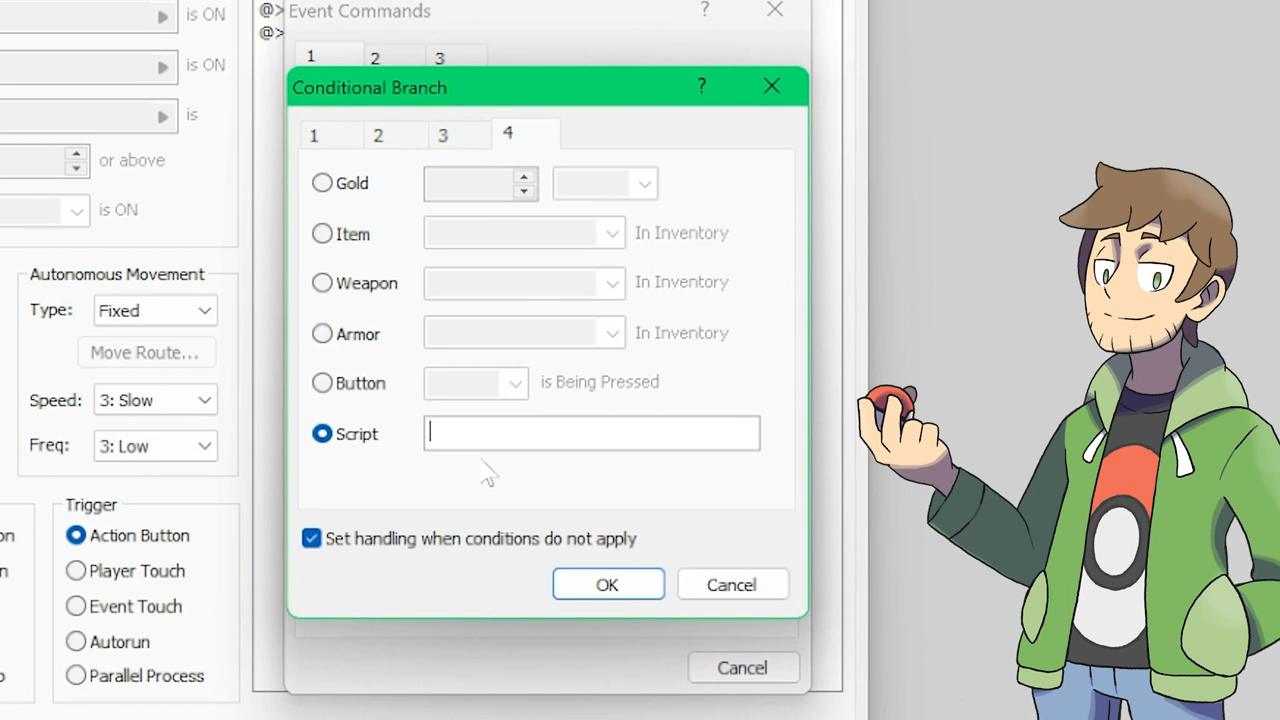 is ON
is ON
is
or above
is ON
Autonomous Movement
Type: Fixed
Move Route...
Speed: 3: Slow
Freq: 3: Low
Trigger
Action Button
Player Touch
Event Touch
Autorun
Parallel Process
@>
@>
Event Commands ?
1 2 3
Conditional Branch ?
1 2 3 4
Gold
Item In Inventory
Weapon In Inventory
Armor In Inventory
Button is Being Pressed
Script
Set handling when conditions do not apply
OK Cancel
Cancel